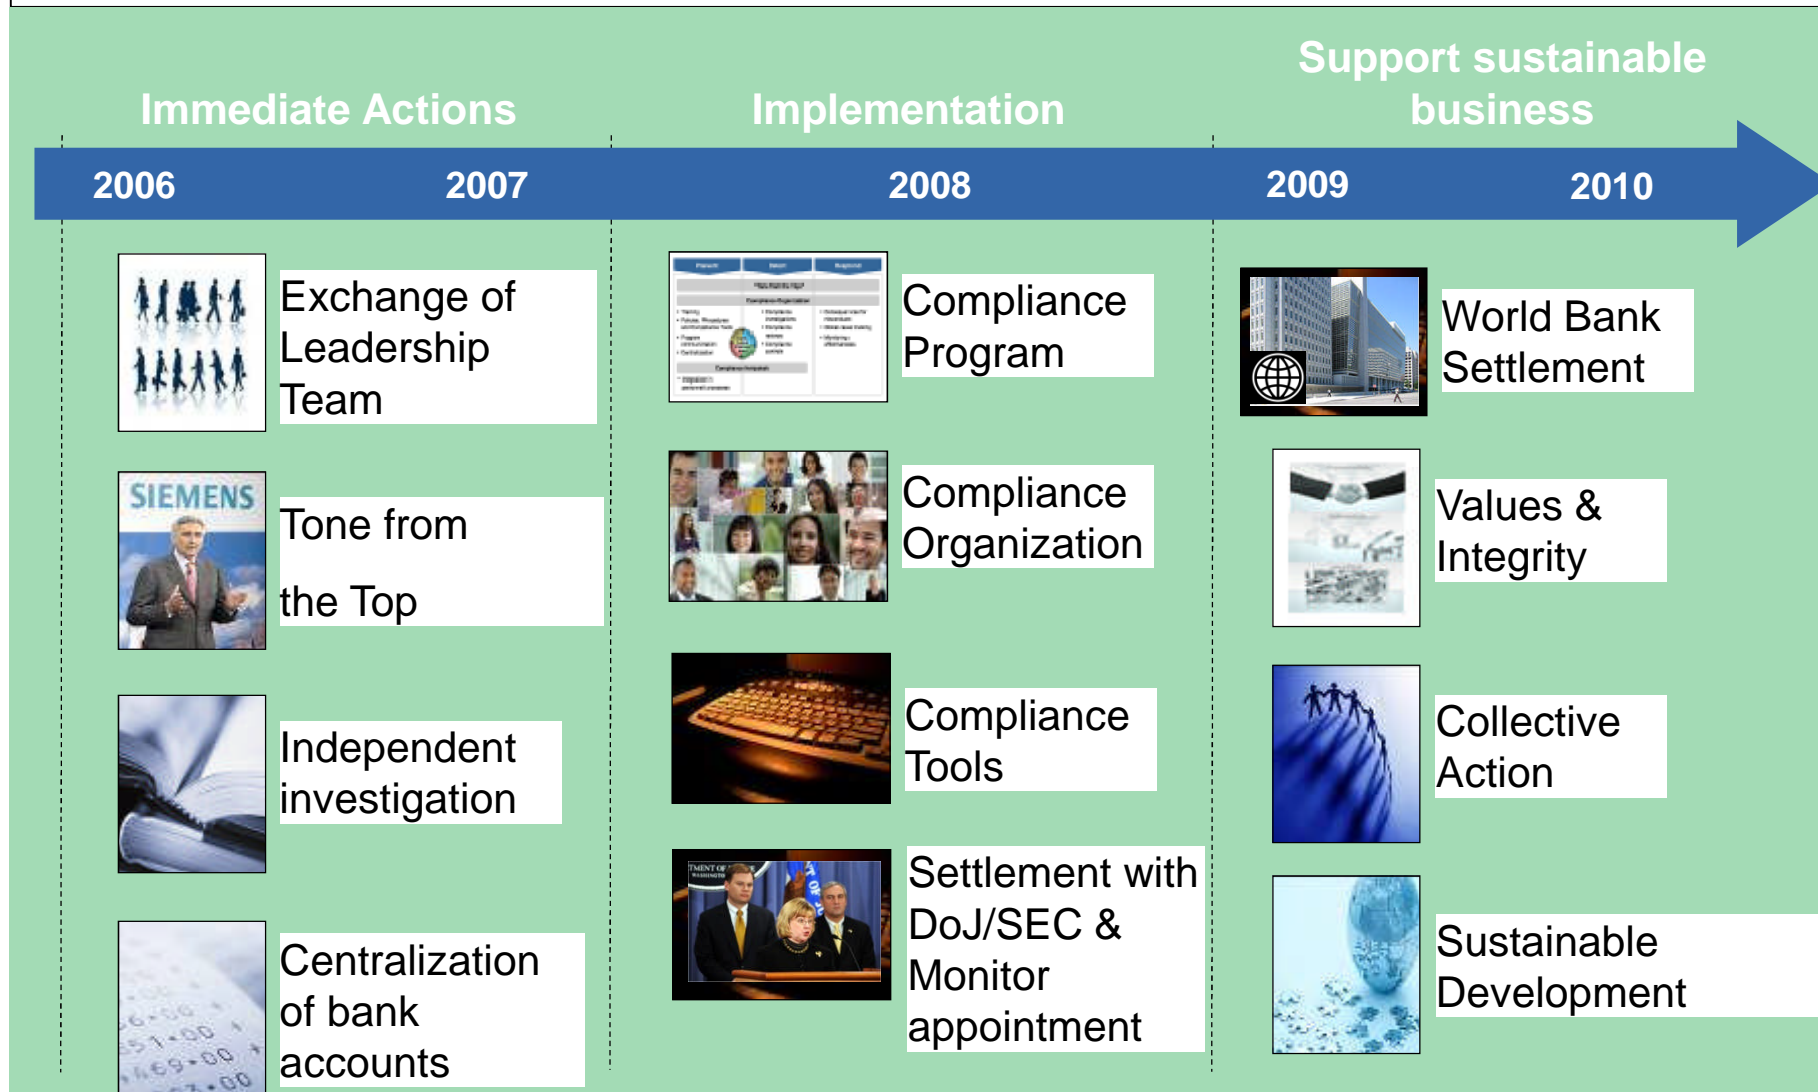 Support sustainable
business
Immediate Actions
Implementation
2006
2007
2008
2009
2010
Exchange of
Leadership
Team
SIEMENS
Tone from
the Top
Independent
investigation
Centralization
of bank
accounts
Compliance
Program
Compliance
Organization
Compliance
Tools
Settlement with
DoJ/SEC &
Monitor
appointment
World Bank
Settlement
Values &
Integrity
Collective
Action
Sustainable
Development